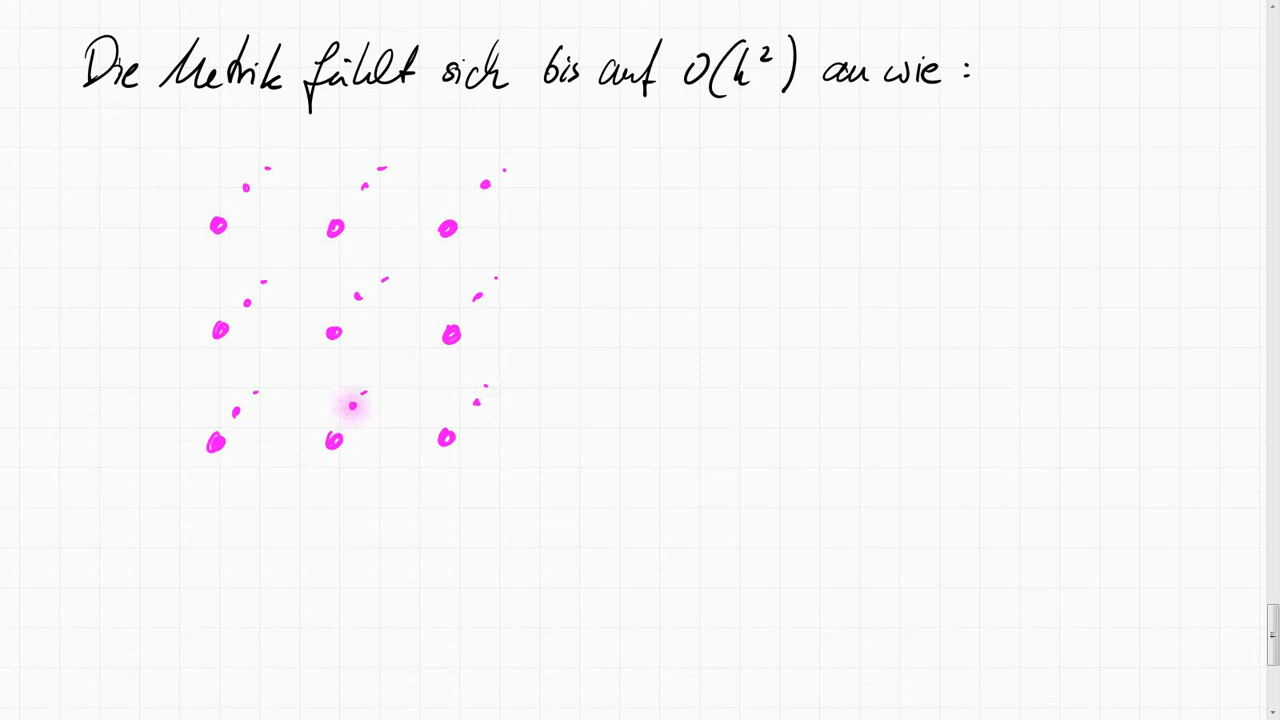 Die Metrik fühlt sich bis auf O(h²) an wie :